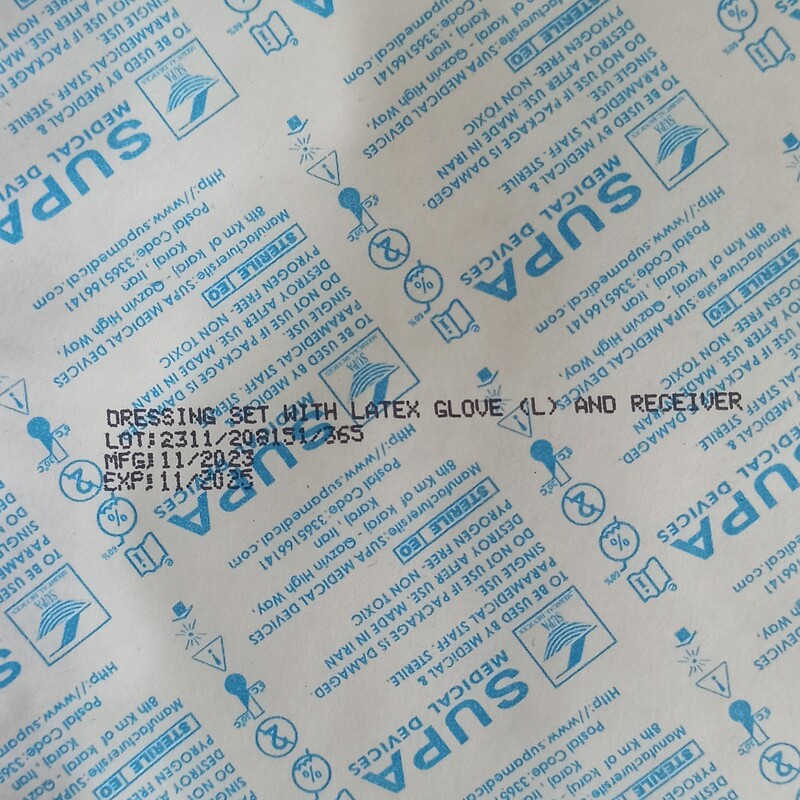 DRESSING SET WITH LATEX GLOVE (L) AND RECEIVER
LOT:2311/208151/365
MFG:11/2023
EXP:11/2025
SUPA
MEDICAL DEVICES
TO BE USED BY MEDICAL &
PARAMEDICAL STAFF. STERILE.
SINGLE NOT USE IF PACKAGE IS DAMAGED.
DESTROY AFTER USE. MADE IN IRAN
PYROGEN FREE- NON TOXIC
STERILE EO
Manufacturersite:SUPA MEDICAL DEVICES
8th Km of karaj - Qazvin High Way,
Karaj, Iran
Postal Code:3365166141
Http://www.supamedical.com